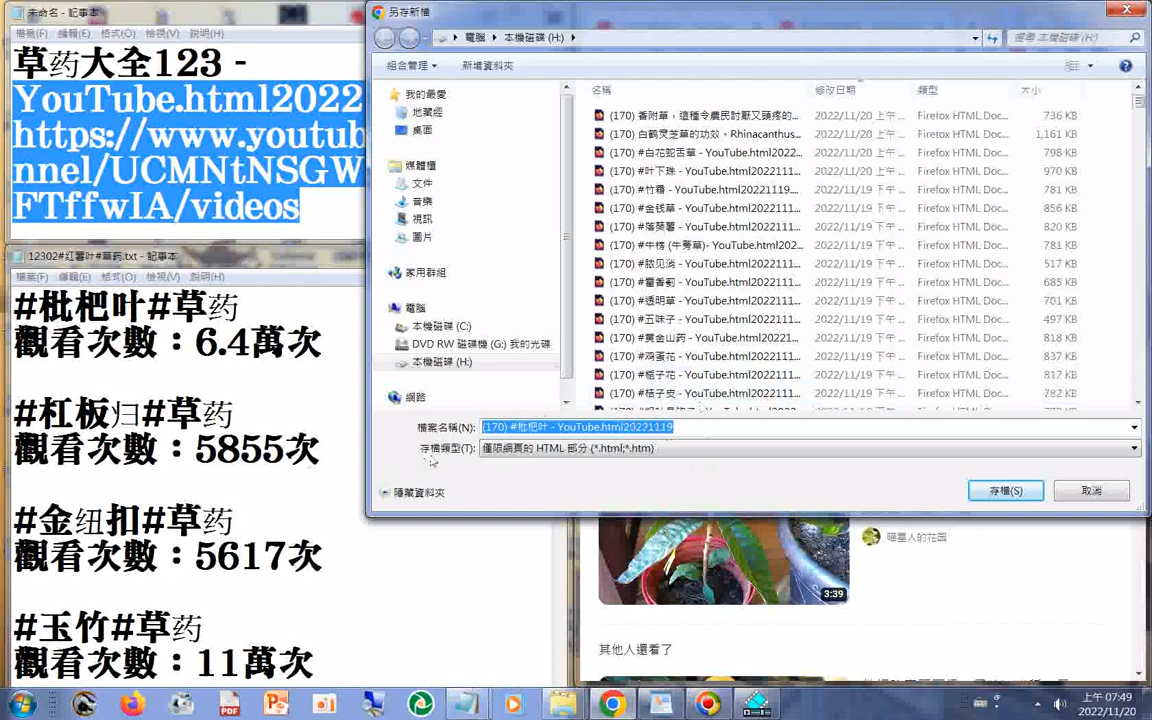 未命名 - 記事本
檔案(F) 編輯(E) 格式(O) 檢視(V) 說明(H)
草药大全123 -
YouTube.html2022
https://www.youtub
nnel/UCMNtNSGW
FTffwIA/videos
12302#红薯叶#草药.txt - 記事本
檔案(F) 編輯(E) 格式(O) 檢視(V) 說明(H)
#枇杷叶#草药
觀看次數：6.4萬次
#杠板归#草药
觀看次數：5855次
#金纽扣#草药
觀看次數：5617次
#玉竹#草药
觀看次數：11萬次
另存新檔
電腦 本機磁碟 (H:)
搜尋 本機磁碟 (H:)
組合管理 新增資料夾
我的最愛
地藏經
桌面
媒體櫃
文件
音樂
視訊
圖片
家用群組
電腦
本機磁碟 (C:)
DVD RW 磁碟機 (G:) 我的光碟
本機磁碟 (H:)
網路
名稱 修改日期 類型 大小
(170) 香附草，這種令農民討厭又頭疼的... 2022/11/20 上午 ... Firefox HTML Doc... 736 KB
(170) 白鶴灵芝草的功效。Rhinacanthus... 2022/11/20 上午 ... Firefox HTML Doc... 1,161 KB
(170) #白花蛇舌草 - YouTube.html2022... 2022/11/20 上午 ... Firefox HTML Doc... 798 KB
(170) #叶下珠 - YouTube.html2022111... 2022/11/20 上午 ... Firefox HTML Doc... 970 KB
(170) #竹霜 - YouTube.html20221119.... 2022/11/19 下午 ... Firefox HTML Doc... 781 KB
(170) #金钱草 - YouTube.html2022111... 2022/11/19 下午 ... Firefox HTML Doc... 856 KB
(170) #落葵薯 - YouTube.html2022111... 2022/11/19 下午 ... Firefox HTML Doc... 820 KB
(170) #牛榜 (牛蒡草)- YouTube.html202... 2022/11/19 下午 ... Firefox HTML Doc... 781 KB
(170) #脓见消 - YouTube.html2022111... 2022/11/19 下午 ... Firefox HTML Doc... 517 KB
(170) #霍香蓟 - YouTube.html2022111... 2022/11/19 下午 ... Firefox HTML Doc... 685 KB
(170) #透明草 - YouTube.html2022111... 2022/11/19 下午 ... Firefox HTML Doc... 701 KB
(170) #五味子 - YouTube.html2022111... 2022/11/19 下午 ... Firefox HTML Doc... 497 KB
(170) #黄金山药 - YouTube.html20221... 2022/11/19 下午 ... Firefox HTML Doc... 818 KB
(170) #鸡蛋花 - YouTube.html2022111... 2022/11/19 下午 ... Firefox HTML Doc... 837 KB
(170) #栀子花 - YouTube.html2022111... 2022/11/19 下午 ... Firefox HTML Doc... 817 KB
(170) #桔子皮 - YouTube.html2022111... 2022/11/19 下午 ... Firefox HTML Doc... 782 KB
檔案名稱(N): (170) #枇杷叶 - YouTube.html20221119
存檔類型(T): 僅限網頁的 HTML 部分 (*.html;*.htm)
隱藏資料夾 存檔(S) 取消
喵星人的花园
3:39
其他人還看了
上午 07:49
2022/11/20